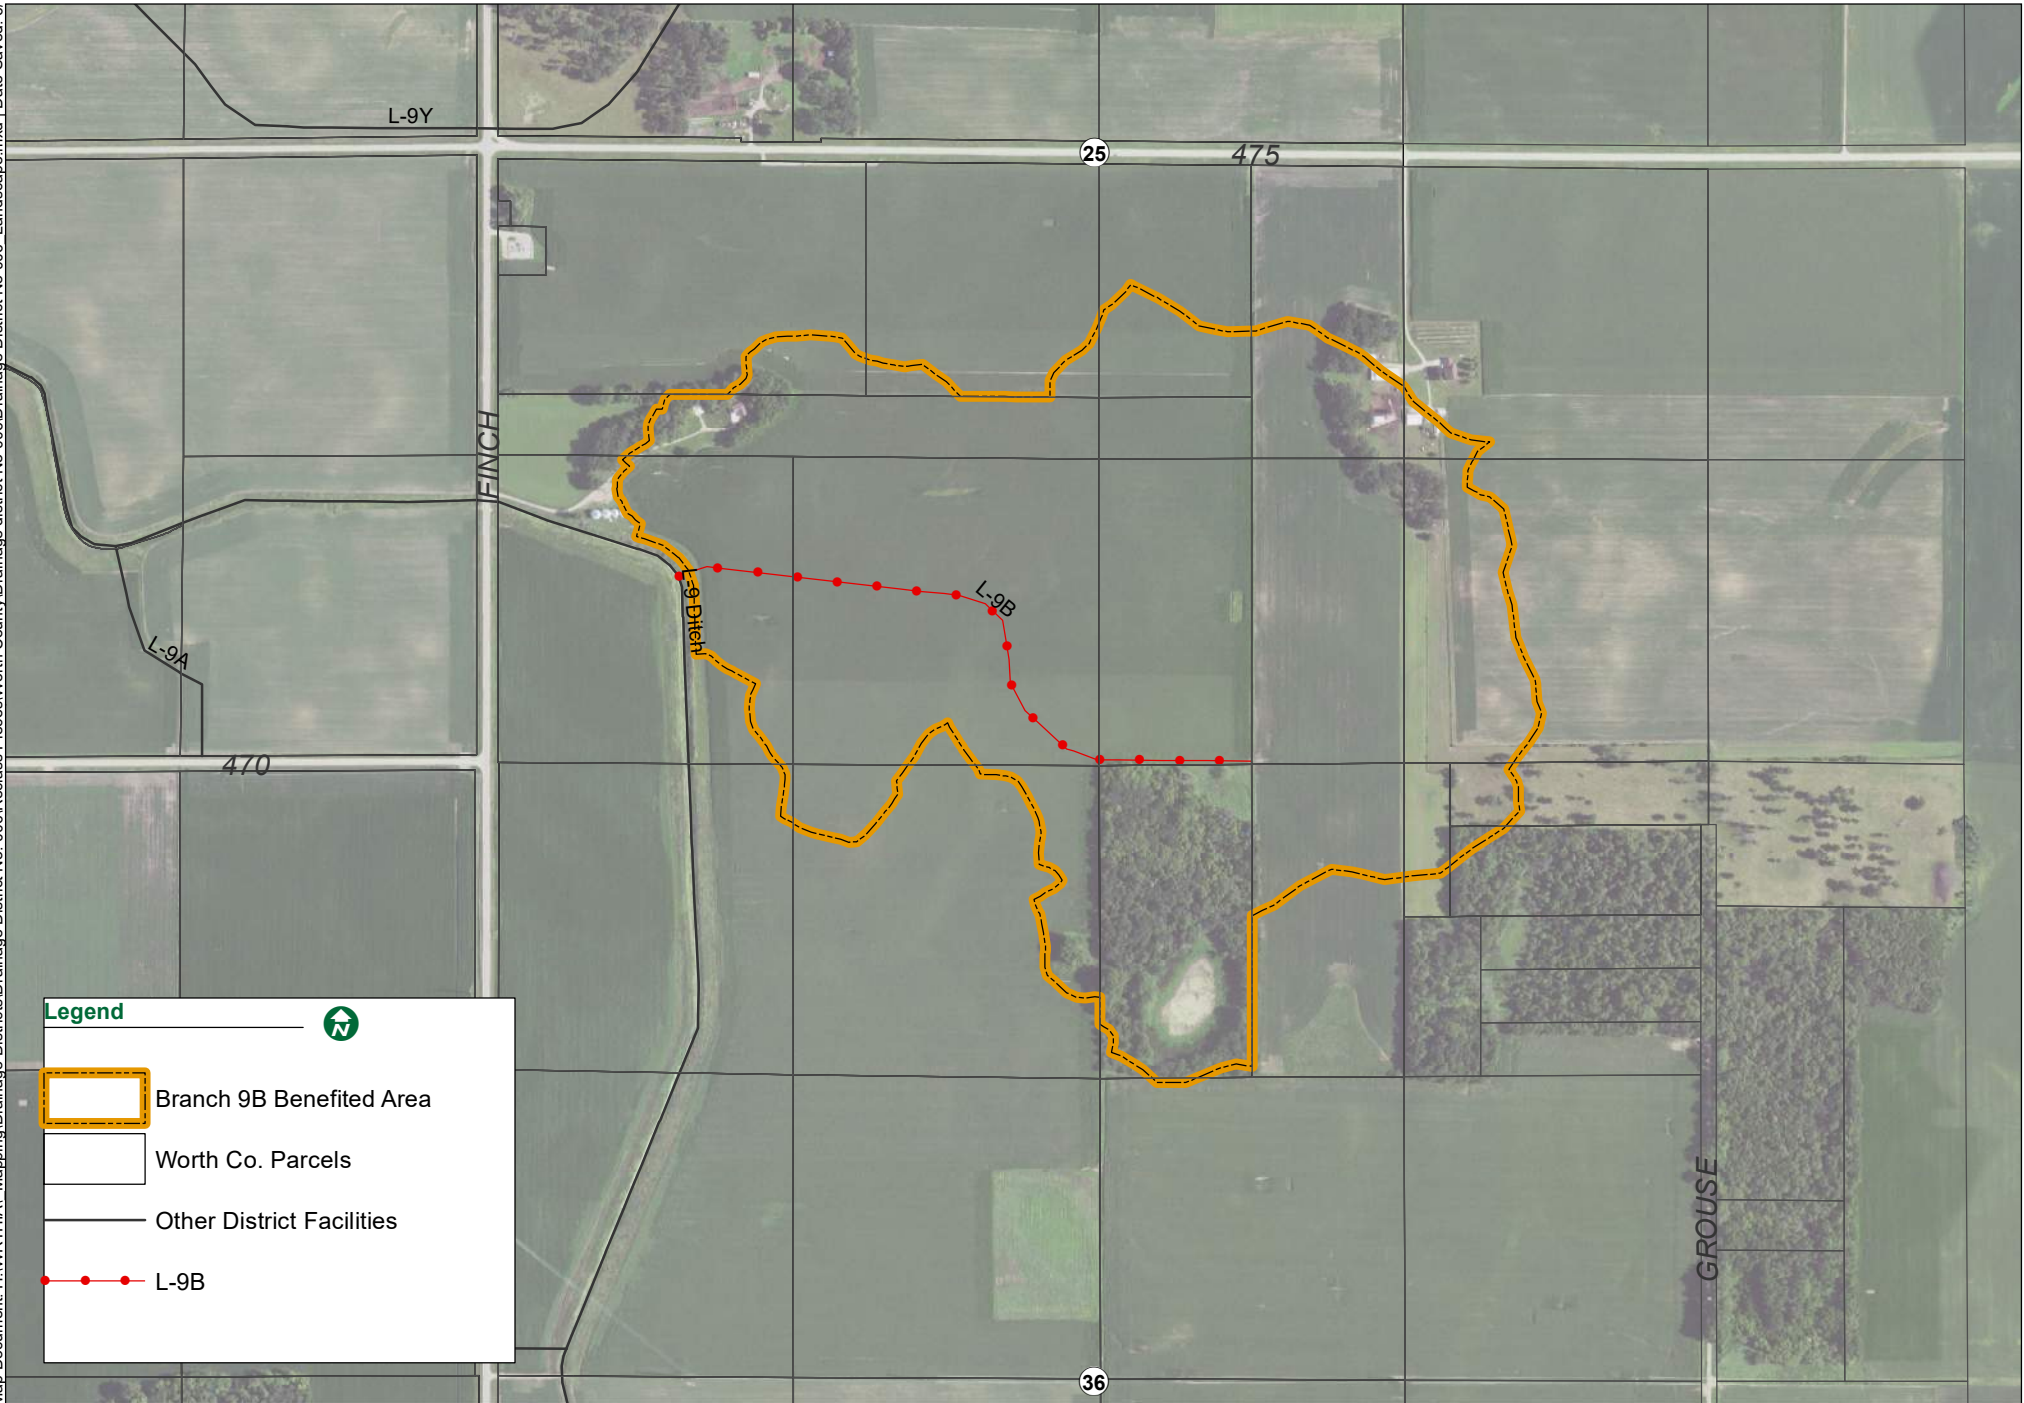 L-9Y
25
475
FINCH
L-9 Ditch
L-9B
L-9A
470
GROUSE
36
Legend
N
Branch 9B Benefited Area
Worth Co. Parcels
Other District Facilities
L-9B